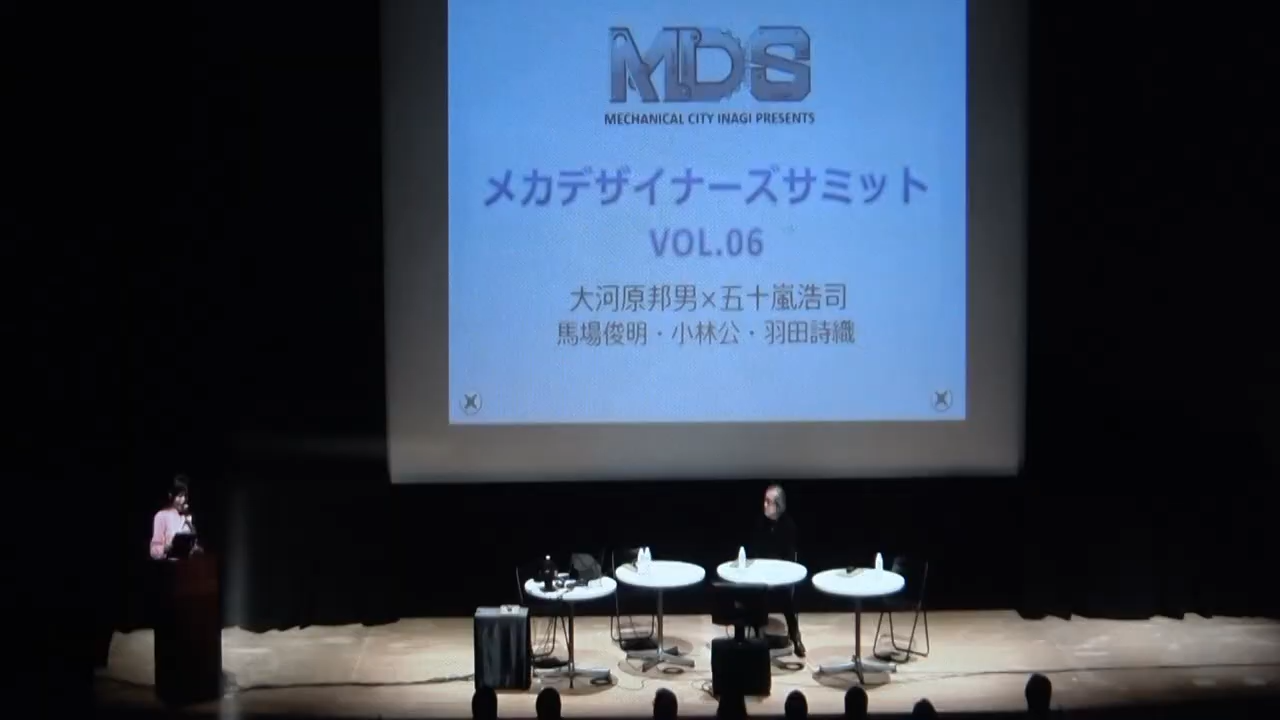 MDS
MECHANICAL CITY INAGI PRESENTS
メカデザイナーズサミット
VOL.06
大河原邦男×五十嵐浩司
馬場俊明・小林公・羽田詩織